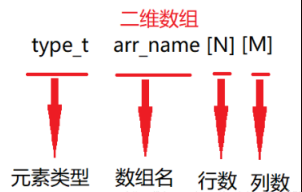 二维数组
type_t arr_name [N] [M]
元素类型 数组名 行数 列数